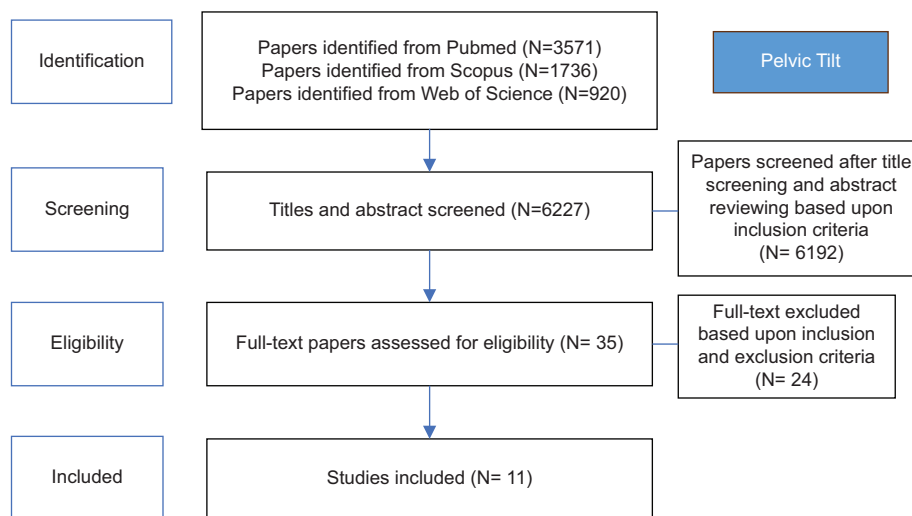 Identification
Papers identified from Pubmed (N=3571)
Papers identified from Scopus (N=1736)
Papers identified from Web of Science (N=920)
Pelvic Tilt
Screening
Titles and abstract screened (N=6227)
Papers screened after title
screening and abstract
reviewing based upon
inclusion criteria
(N= 6192)
Eligibility
Full-text papers assessed for eligibility (N= 35)
Full-text excluded
based upon inclusion
and exclusion criteria
(N= 24)
Included
Studies included (N= 11)